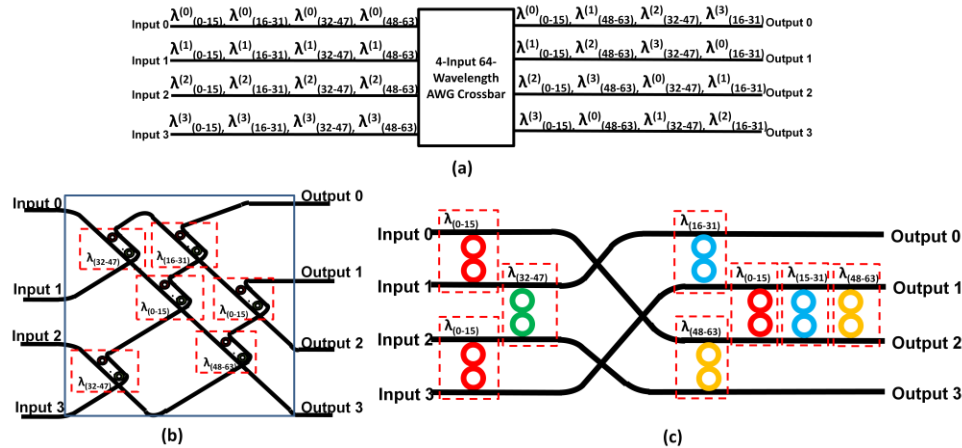 Input 0 λ(0)(0-15), λ(0)(16-31), λ(0)(32-47), λ(0)(48-63) λ(0)(0-15), λ(1)(48-63), λ(2)(32-47), λ(3)(16-31) Output 0
Input 1 λ(1)(0-15), λ(1)(16-31), λ(1)(32-47), λ(1)(48-63) λ(1)(0-15), λ(2)(48-63), λ(3)(32-47), λ(0)(16-31) Output 1
Input 2 λ(2)(0-15), λ(2)(16-31), λ(2)(32-47), λ(2)(48-63) λ(2)(0-15), λ(3)(48-63), λ(0)(32-47), λ(1)(16-31) Output 2
Input 3 λ(3)(0-15), λ(3)(16-31), λ(3)(32-47), λ(3)(48-63) λ(3)(0-15), λ(0)(48-63), λ(1)(32-47), λ(2)(16-31) Output 3
4-Input 64-
Wavelength
AWG Crossbar
(a)
Input 0
Input 1
Input 2
Input 3
λ(32-47)
λ(16-31)
λ(0-15)
λ(0-15)
λ(48-63)
λ(32-47)
Output 0
Output 1
Output 2
Output 3
(b)
Input 0
Input 1
Input 2
Input 3
λ(0-15)
λ(32-47)
λ(0-15)
λ(16-31)
λ(0-15)
λ(15-31)
λ(48-63)
λ(48-63)
Output 0
Output 1
Output 2
Output 3
(c)